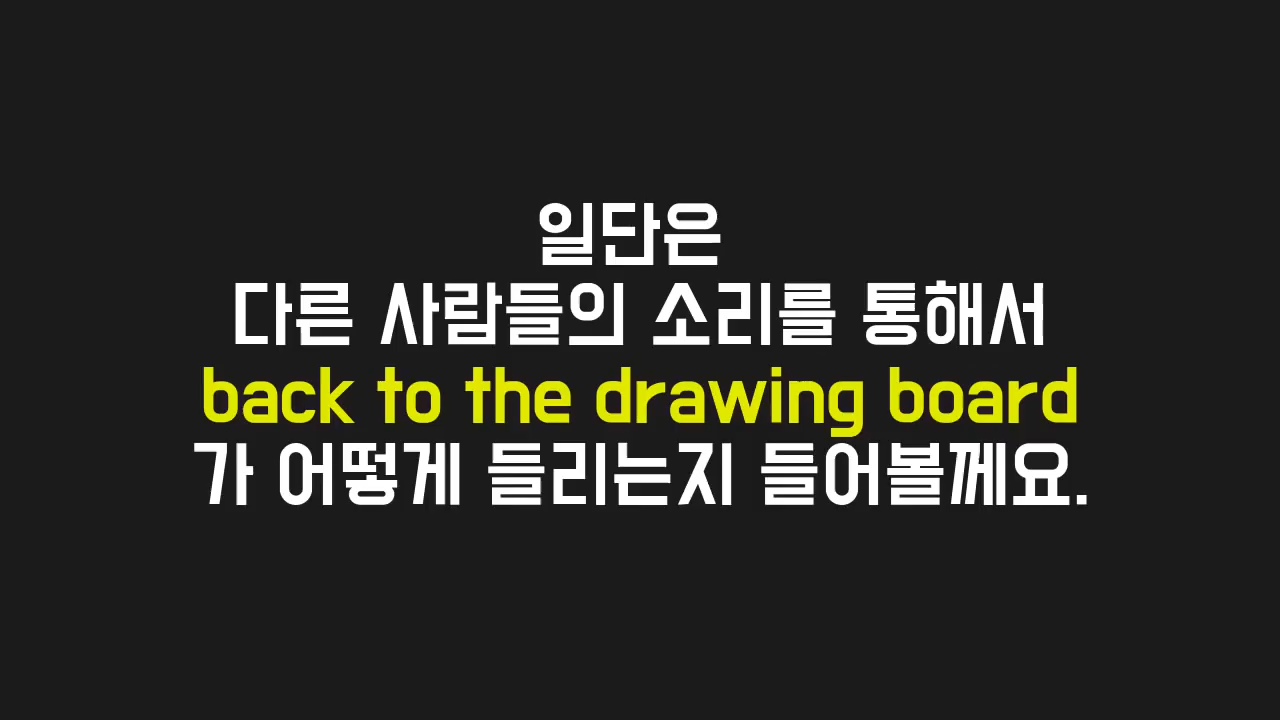 일단은
다른 사람들의 소리를 통해서
back to the drawing board
가 어떻게 들리는지 들어볼께요.